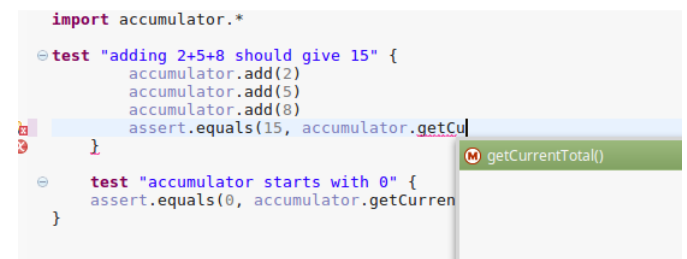 import accumulator.*
test "adding 2+5+8 should give 15" {
accumulator.add(2)
accumulator.add(5)
accumulator.add(8)
assert.equals(15, accumulator.getCu
}
M getCurrentTotal()
test "accumulator starts with 0" {
assert.equals(0, accumulator.getCurren
}